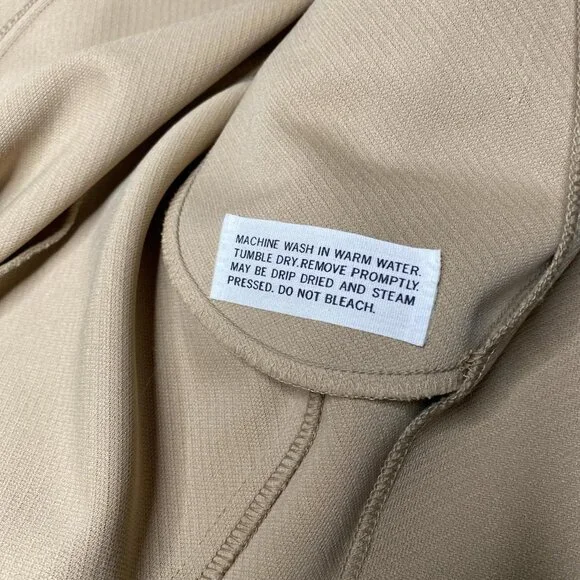 MACHINE WASH IN WARM WATER.
TUMBLE DRY.REMOVE PROMPTLY.
MAY BE DRIP DRIED AND STEAM
PRESSED. DO NOT BLEACH.